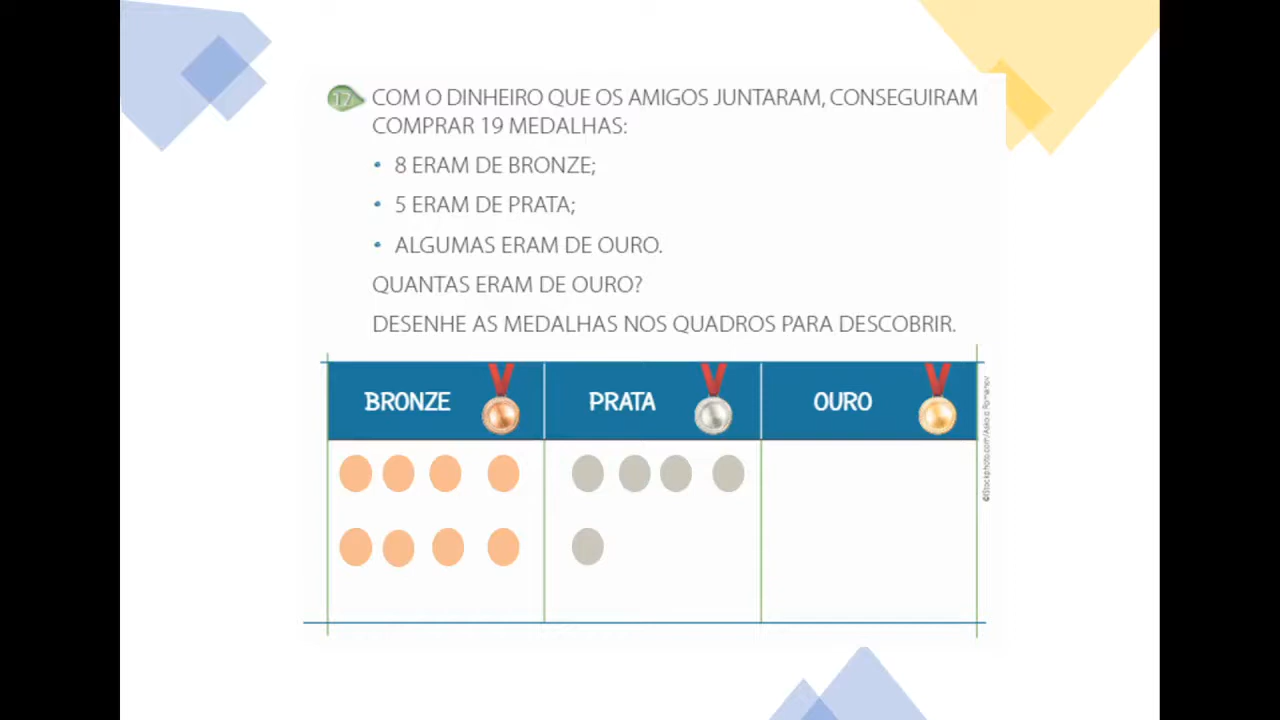 17 COM O DINHEIRO QUE OS AMIGOS JUNTARAM, CONSEGUIRAM
COMPRAR 19 MEDALHAS:
• 8 ERAM DE BRONZE;
• 5 ERAM DE PRATA;
• ALGUMAS ERAM DE OURO.
QUANTAS ERAM DE OURO?
DESENHE AS MEDALHAS NOS QUADROS PARA DESCOBRIR.
BRONZE PRATA OURO